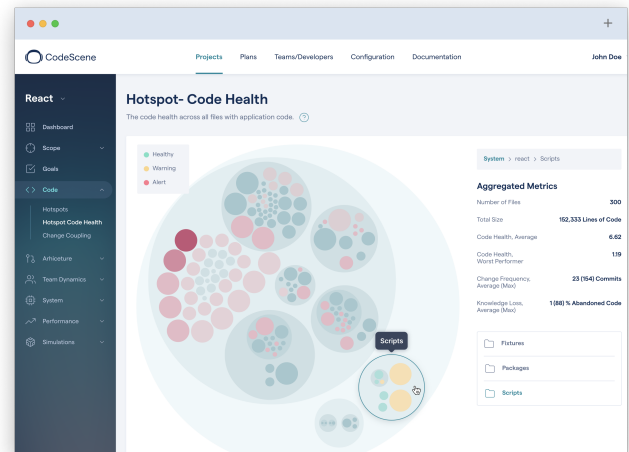 CodeScene
Projects Plans Teams/Developers Configuration Documentation John Doe
React
Dashboard
Scope
Goals
Code
Hotspots
Hotspot Code Health
Change Coupling
Arhiceture
Team Dynamics
System
Performance
Simulations
Hotspot- Code Health
The code health across all files with application code. ?
Healthy
Warning
Alert
Scripts
System > react > Scripts
Aggregated Metrics
Number of Files 300
Total Size 152,333 Lines of Code
Code Health, Average 6.62
Code Health, 1.19
Worst Performer
Change Frequency, 23 (154) Commits
Average (Max)
Knowledge Loss, 1 (88) % Abandoned Code
Average (Max)
Fixtures
Packages
Scripts